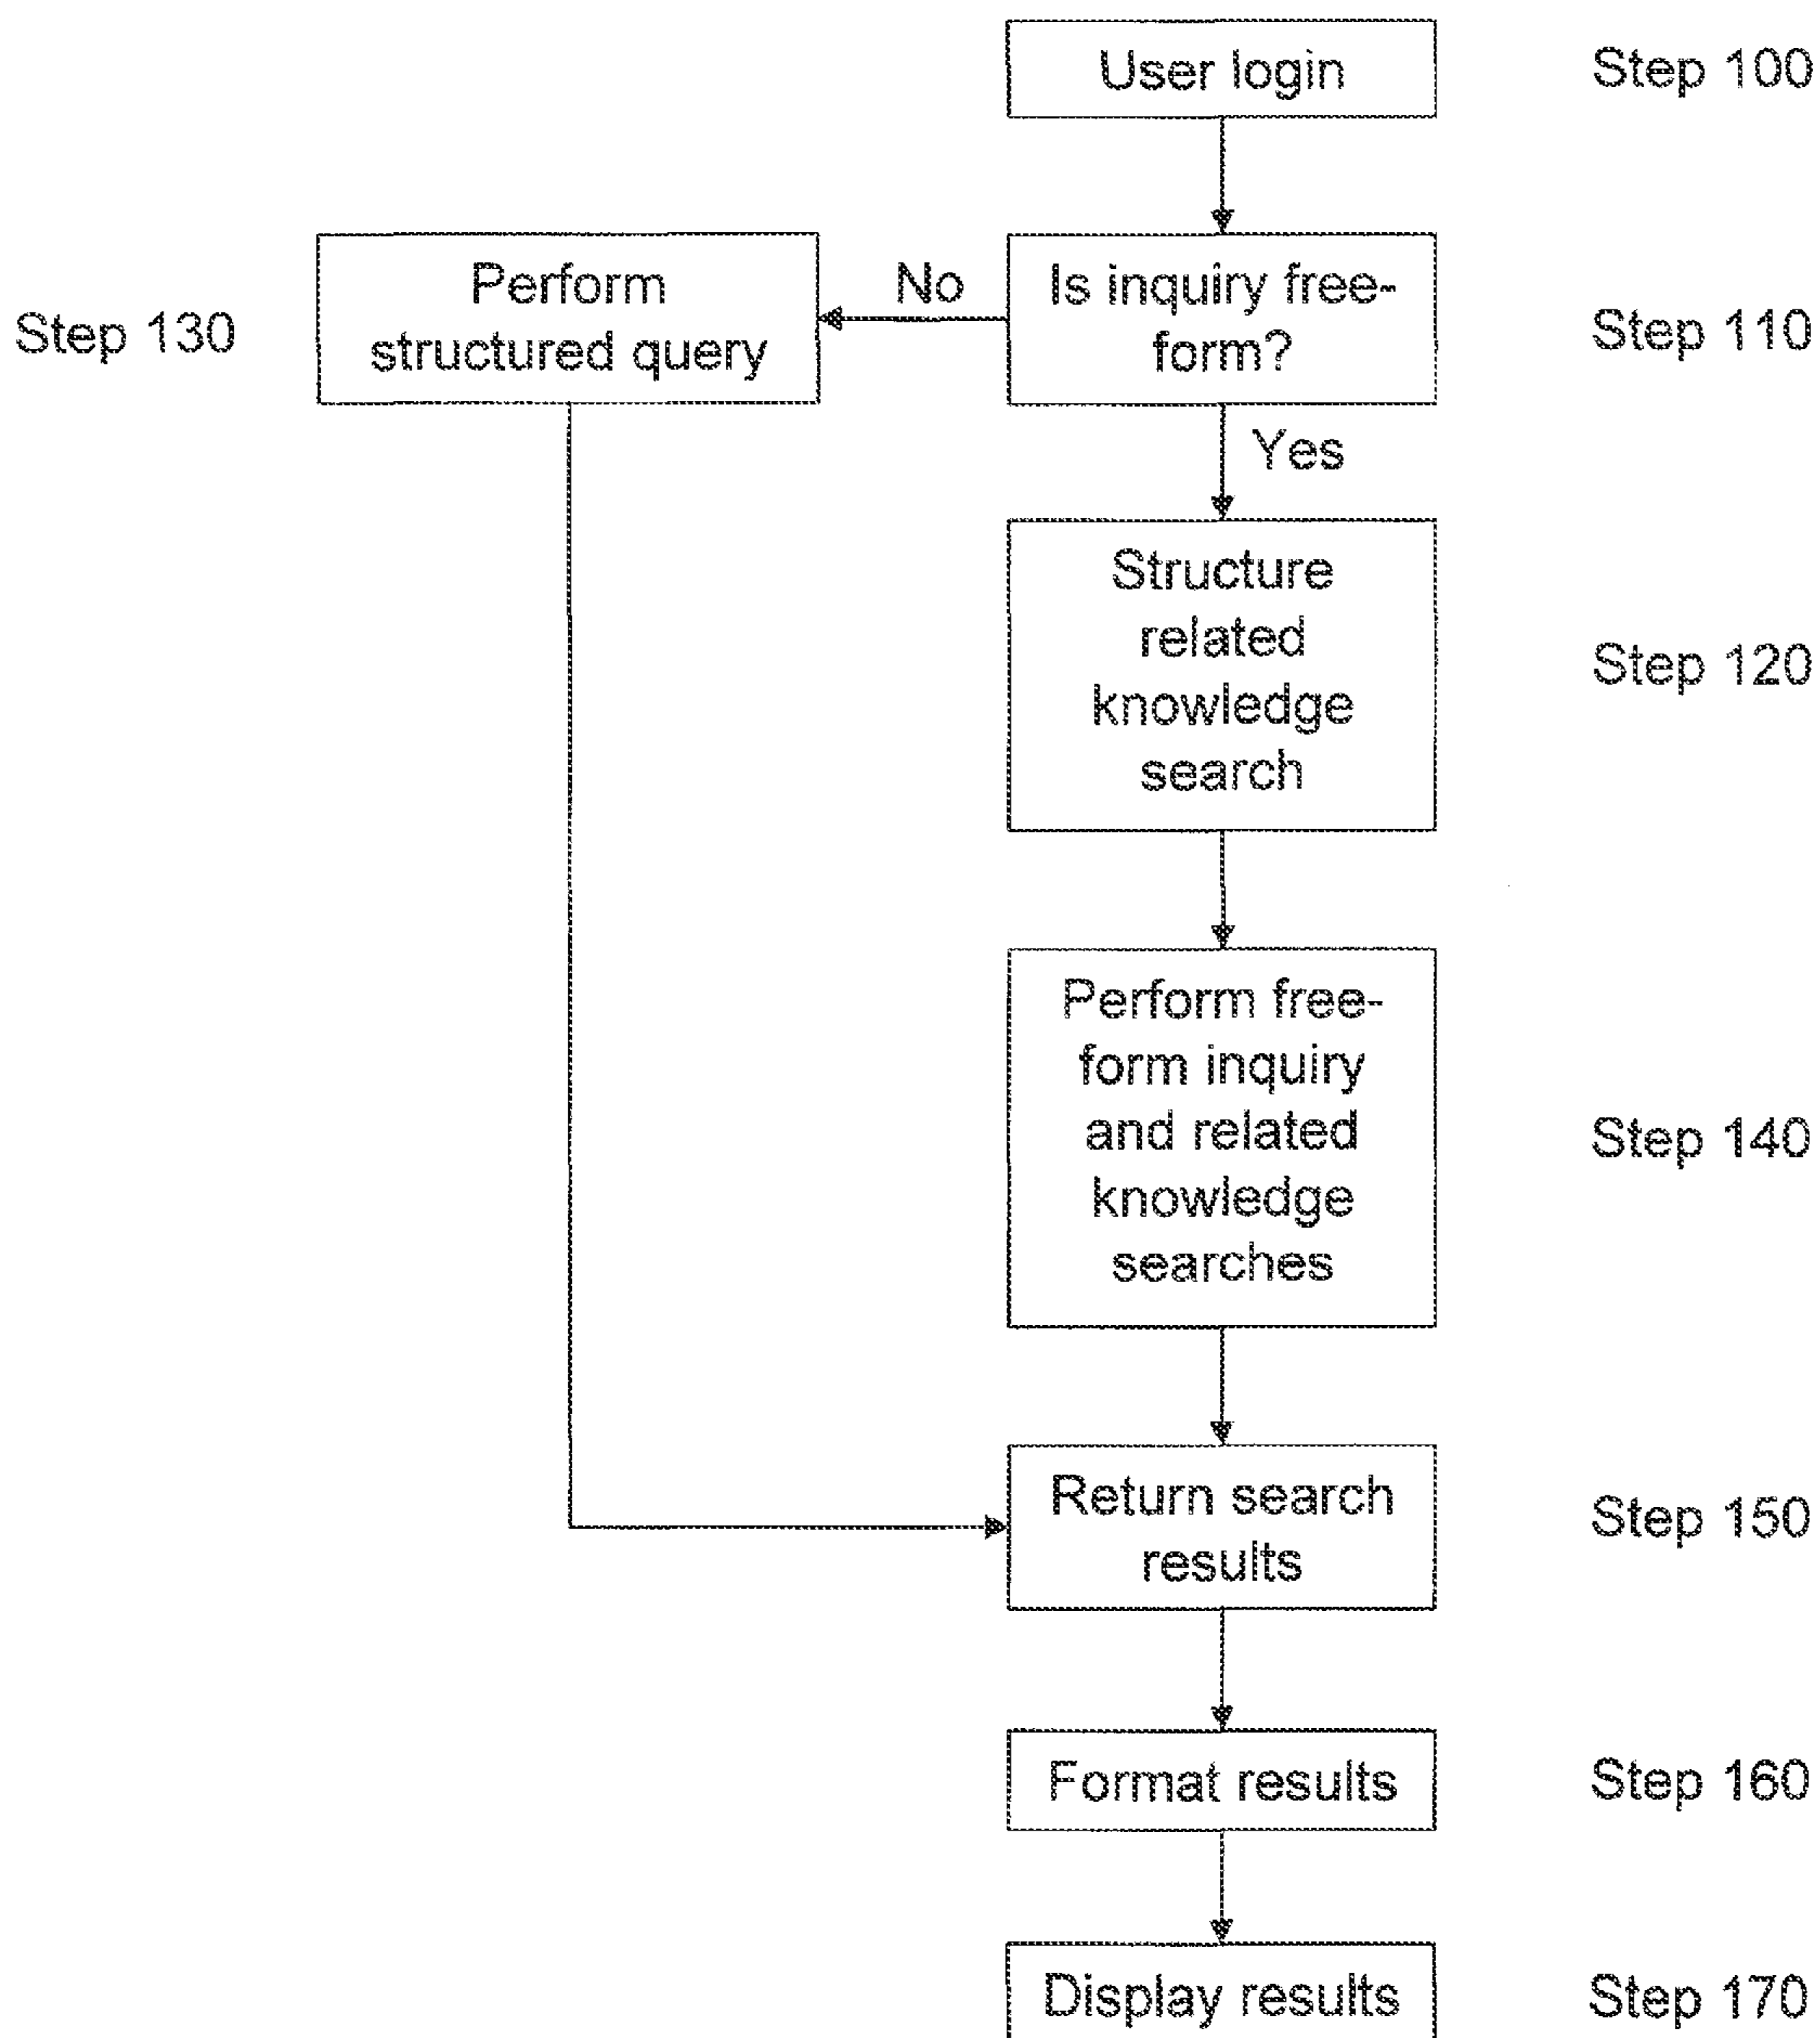 User login
Step 100
Step 130
Perform
structured query
No
Is inquiry free-
form?
Step 110
Yes
Structure
related
knowledge
search
Step 120
Perform free-
form inquiry
and related
knowledge
searches
Step 140
Return search
results
Step 150
Format results
Step 160
Display results
Step 170